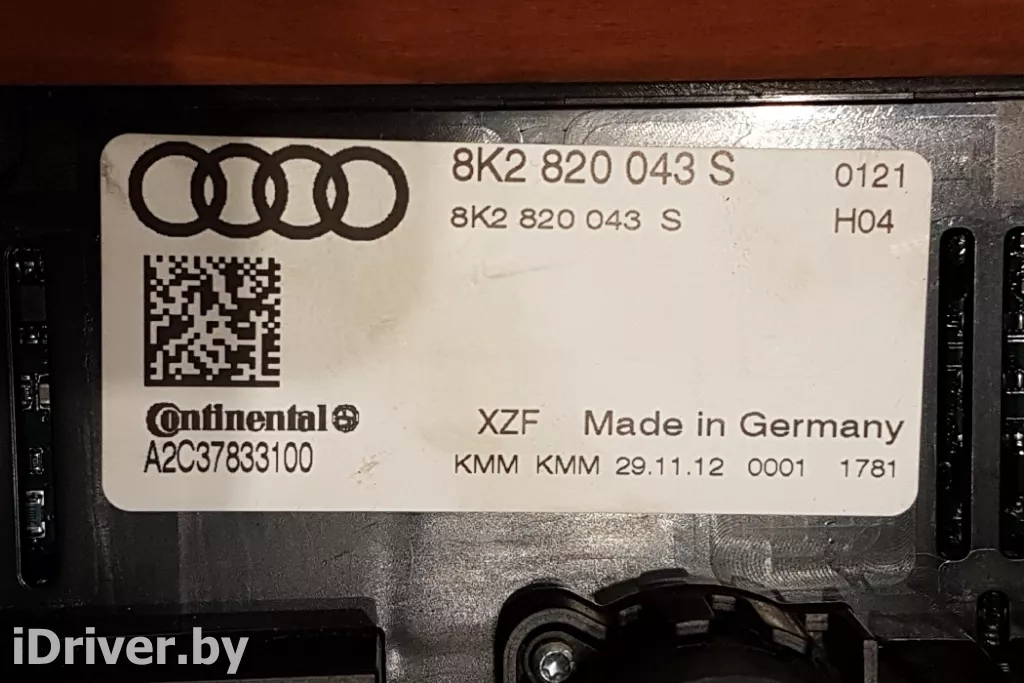 8K2 820 043 S 0121
8K2 820 043 S H04
Continental
A2C37833100
XZF Made in Germany
KMM KMM 29.11.12 0001 1781
iDriver.by